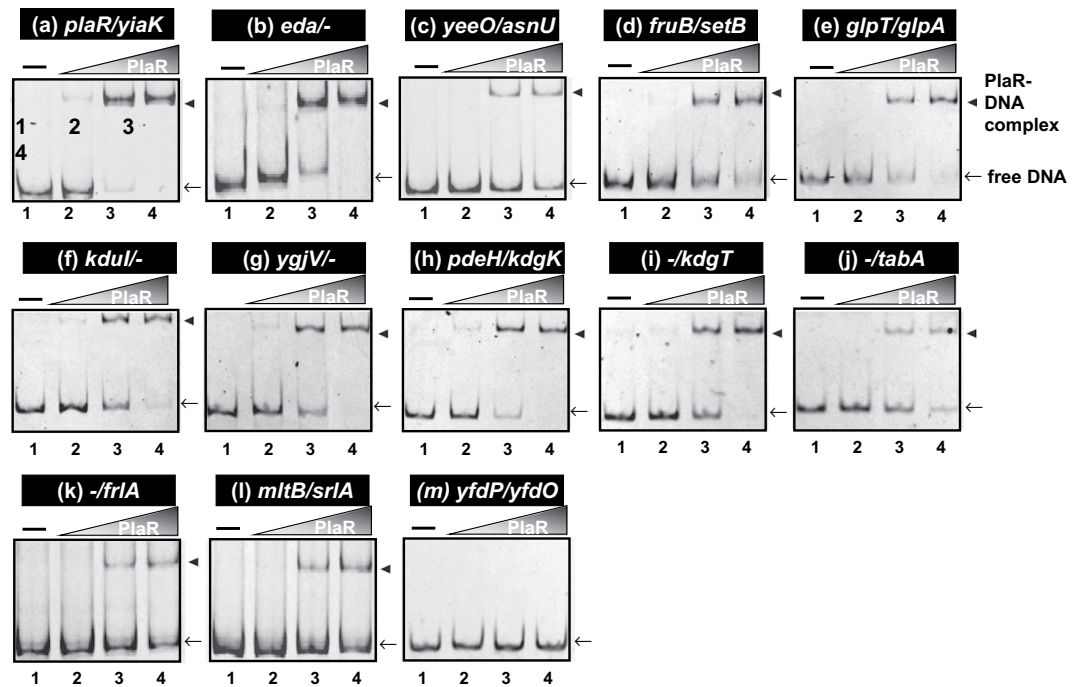 (a) plaR/yiaK
(b) eda/-
(c) yeeO/asnU
(d) fruB/setB
(e) glpT/glpA
PlaR
PlaR
PlaR
PlaR
PlaR
PlaR-
DNA
complex
1 2 3
4
← free DNA
1 2 3 4
1 2 3 4
1 2 3 4
1 2 3 4
1 2 3 4
(f) kduI/-
(g) ygjV/-
(h) pdeH/kdgK
(i) -/kdgT
(j) -/tabA
PlaR
PlaR
PlaR
PlaR
PlaR
1 2 3 4
1 2 3 4
1 2 3 4
1 2 3 4
1 2 3 4
(k) -/frlA
(l) mltB/srlA
(m) yfdP/yfdO
PlaR
PlaR
PlaR
1 2 3 4
1 2 3 4
1 2 3 4